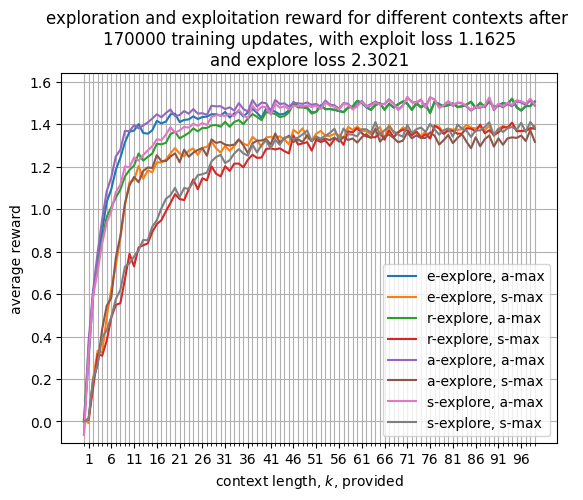 exploration and exploitation reward for different contexts after
170000 training updates, with exploit loss 1.1625
and explore loss 2.3021
1.6
1.4
1.2
1.0
0.8
0.6
0.4
0.2
0.0
average reward
e-explore, a-max
e-explore, s-max
r-explore, a-max
r-explore, s-max
a-explore, a-max
a-explore, s-max
s-explore, a-max
s-explore, s-max
1 6 11 16 21 26 31 36 41 46 51 56 61 66 71 76 81 86 91 96
context length, k, provided